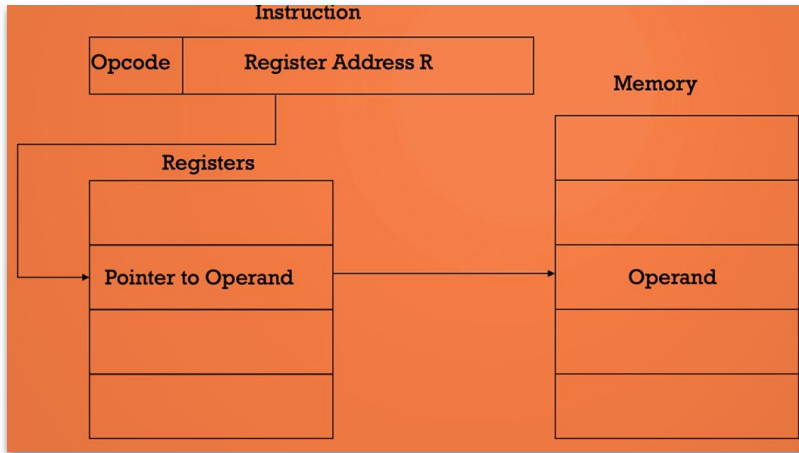 Instruction
Opcode Register Address R
Memory
Registers
Pointer to Operand
Operand